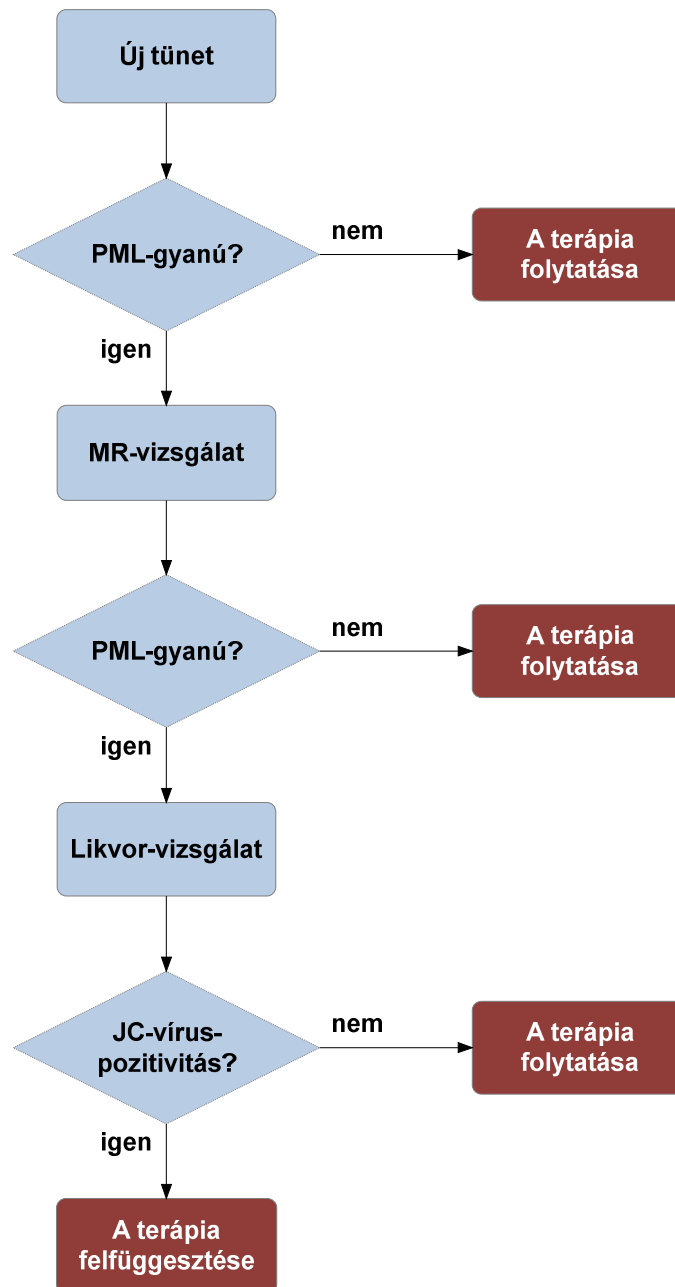 Új tünet
PML-gyanú?
nem
A terápia
folytatása
igen
MR-vizsgálat
PML-gyanú?
nem
A terápia
folytatása
igen
Likvor-vizsgálat
JC-vírus-
pozitivitás?
nem
A terápia
folytatása
igen
A terápia
felfüggesztése